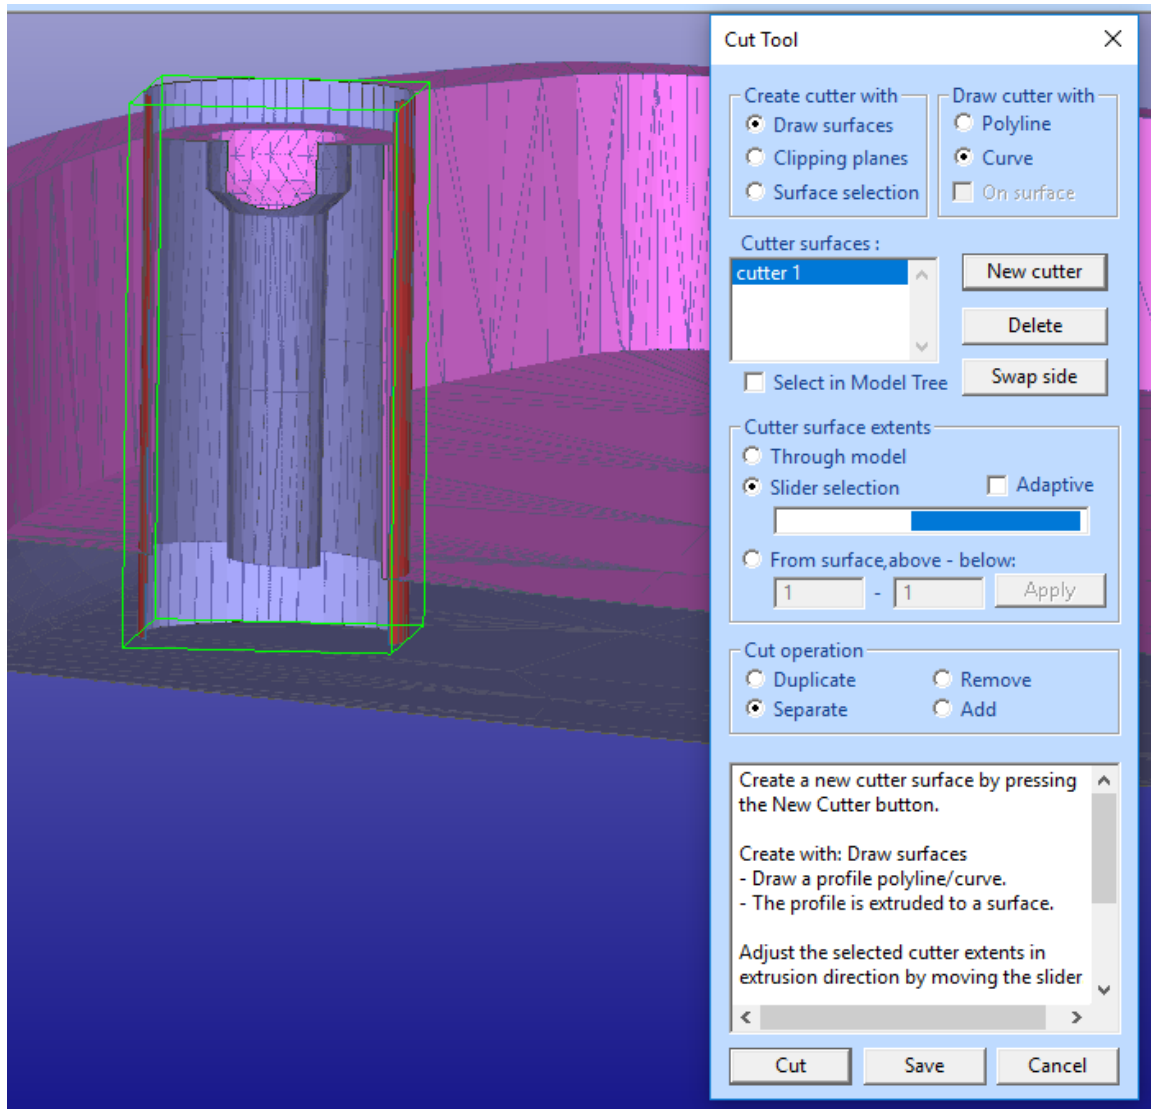 Cut Tool
Create cutter with
Draw surfaces
Clipping planes
Surface selection
Draw cutter with
Polyline
Curve
On surface
Cutter surfaces :
cutter 1
New cutter
Delete
Swap side
Select in Model Tree
Cutter surface extents
Through model
Slider selection
Adaptive
From surface,above - below:
1 - 1 Apply
Cut operation
Duplicate
Remove
Separate
Add
Create a new cutter surface by pressing
the New Cutter button.
Create with: Draw surfaces
- Draw a profile polyline/curve.
- The profile is extruded to a surface.
Adjust the selected cutter extents in
extrusion direction by moving the slider
Cut
Save
Cancel